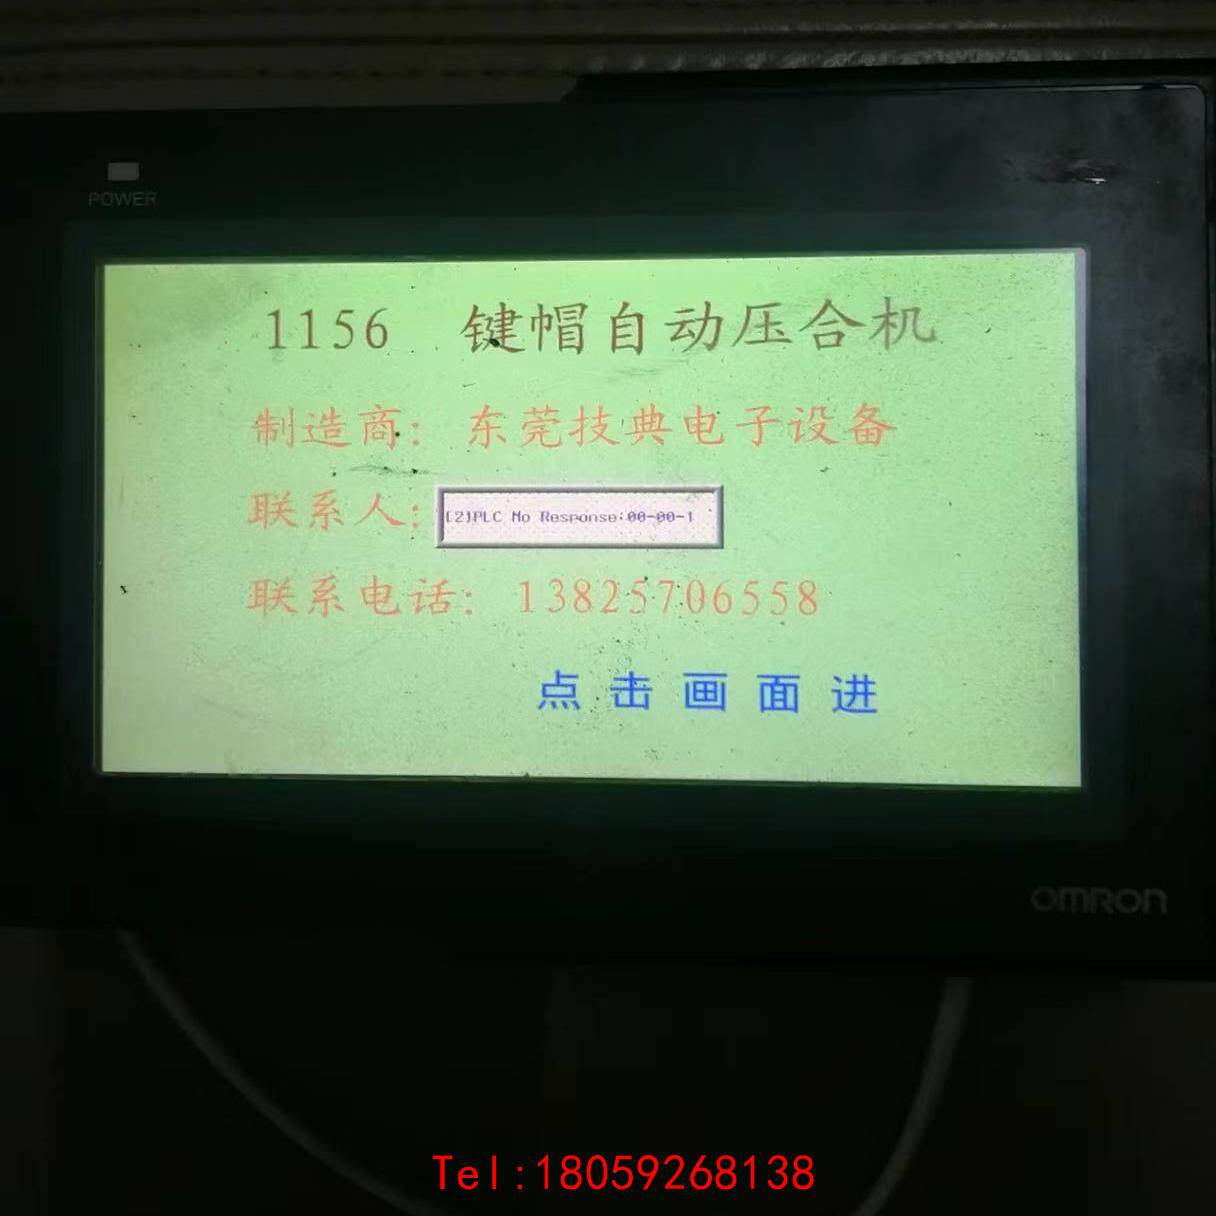 POWER
1156 键帽自动压合机
制造商: 东莞技典电子设备
联系人:
[2]PLC No Response:00-00-1
联系电话: 13825706558
点击画面进
OMRON
Tel:18059268138